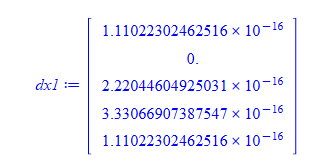 1.11022302462516 × 10⁻¹⁶
0.
dx1 := 2.22044604925031 × 10⁻¹⁶
3.33066907387547 × 10⁻¹⁶
1.11022302462516 × 10⁻¹⁶